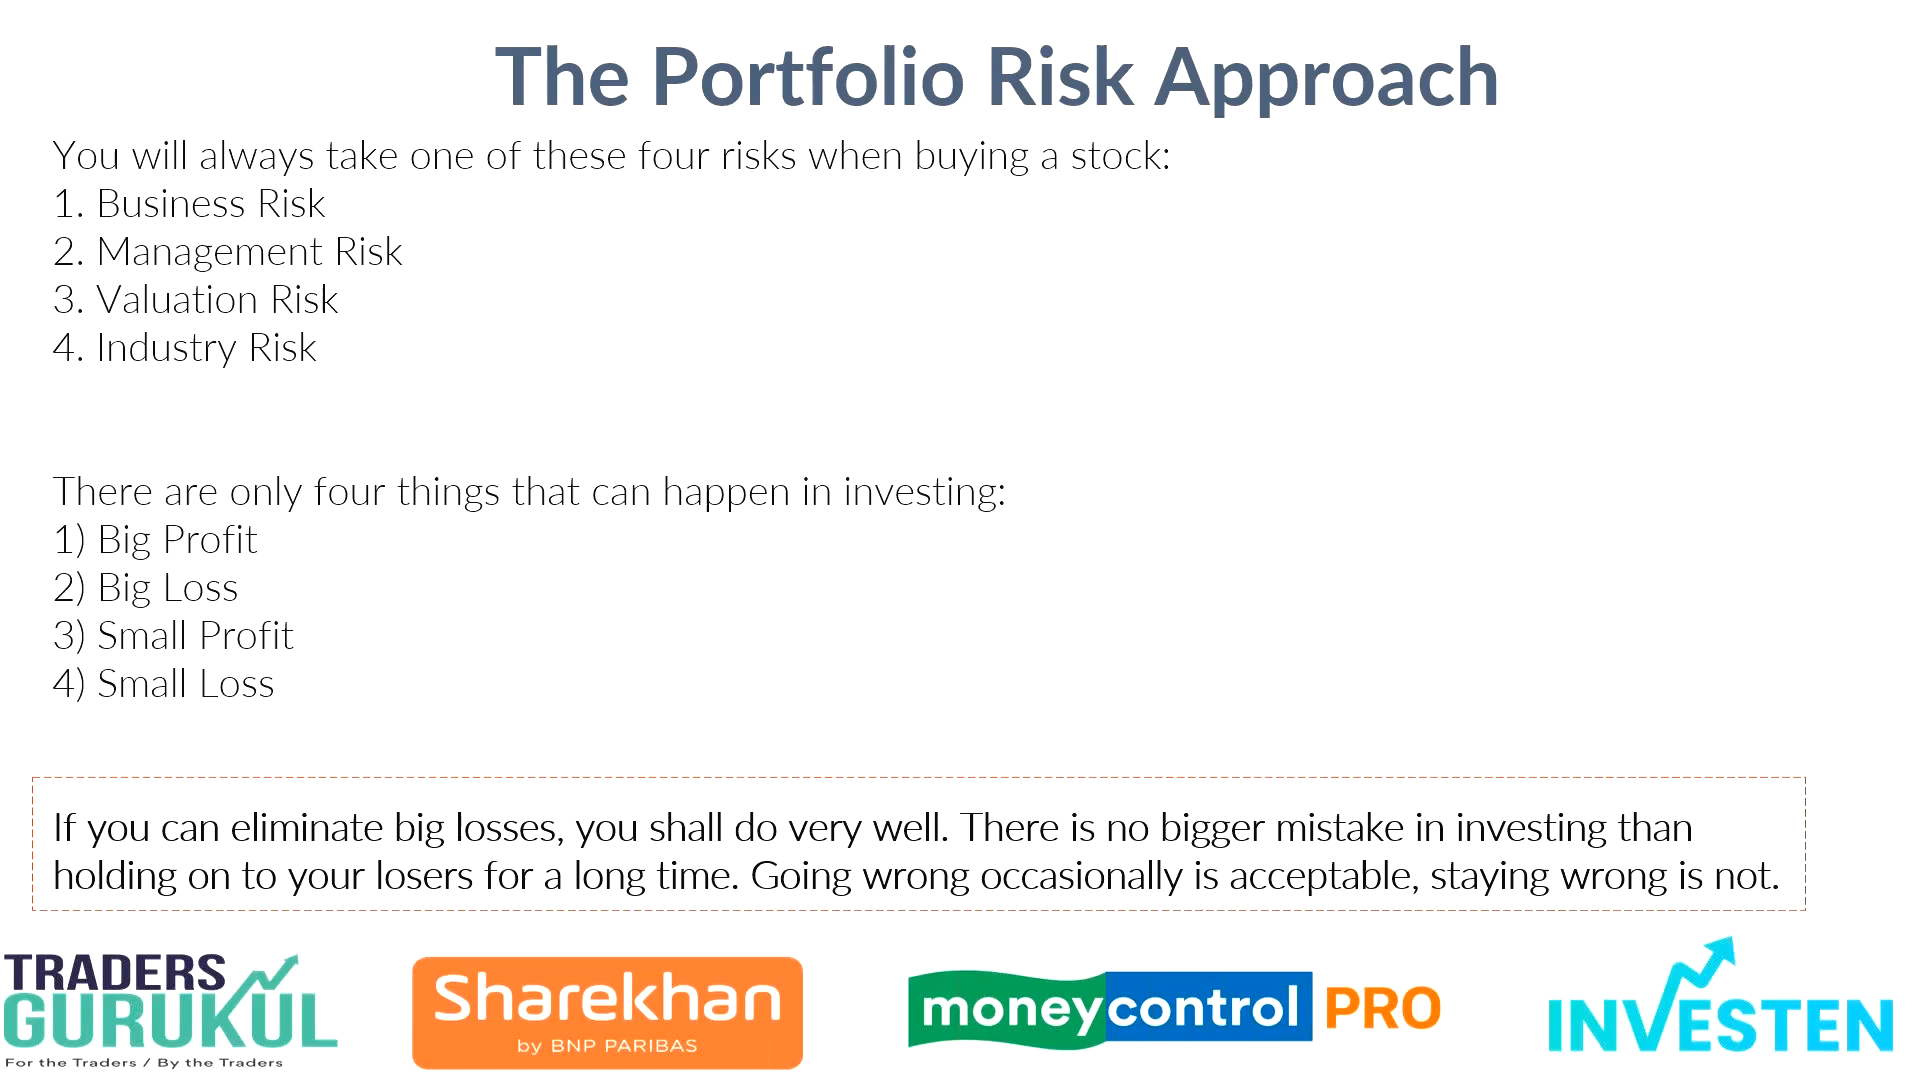 The Portfolio Risk Approach
You will always take one of these four risks when buying a stock:
1. Business Risk
2. Management Risk
3. Valuation Risk
4. Industry Risk
There are only four things that can happen in investing:
1) Big Profit
2) Big Loss
3) Small Profit
4) Small Loss
If you can eliminate big losses, you shall do very well. There is no bigger mistake in investing than
holding on to your losers for a long time. Going wrong occasionally is acceptable, staying wrong is not.
TRADERS
GURUKUL
For the Traders / By the Traders
Sharekhan
by BNP PARIBAS
moneycontrol PRO
INVESTEN